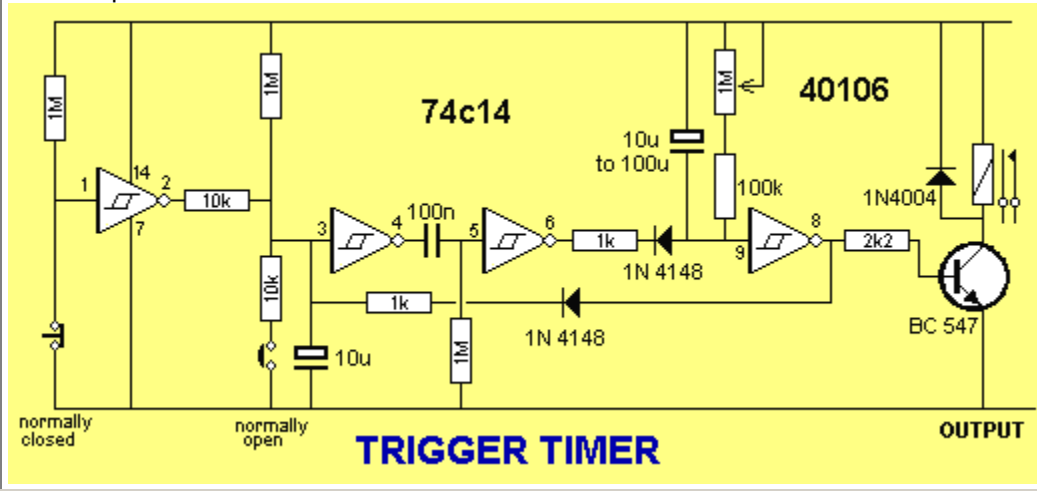 74c14
40106
1M
1M
1M
10u
to 100u
100k
1N4004
14
1
2
7
10k
3
4
100n
5
6
1k
1N 4148
9
8
2k2
10k
1k
1N 4148
BC 547
10u
1M
normally
closed
normally
open
OUTPUT
TRIGGER TIMER